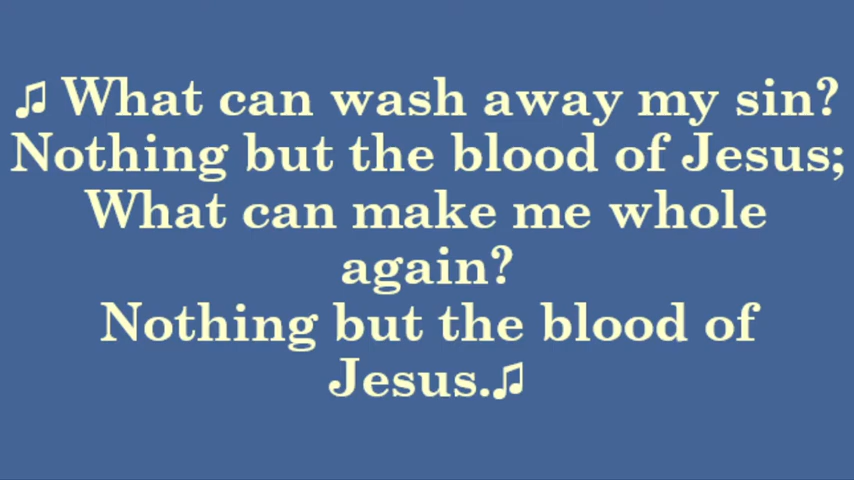 ♫ What can wash away my sin?
Nothing but the blood of Jesus;
What can make me whole
again?
Nothing but the blood of
Jesus.♫